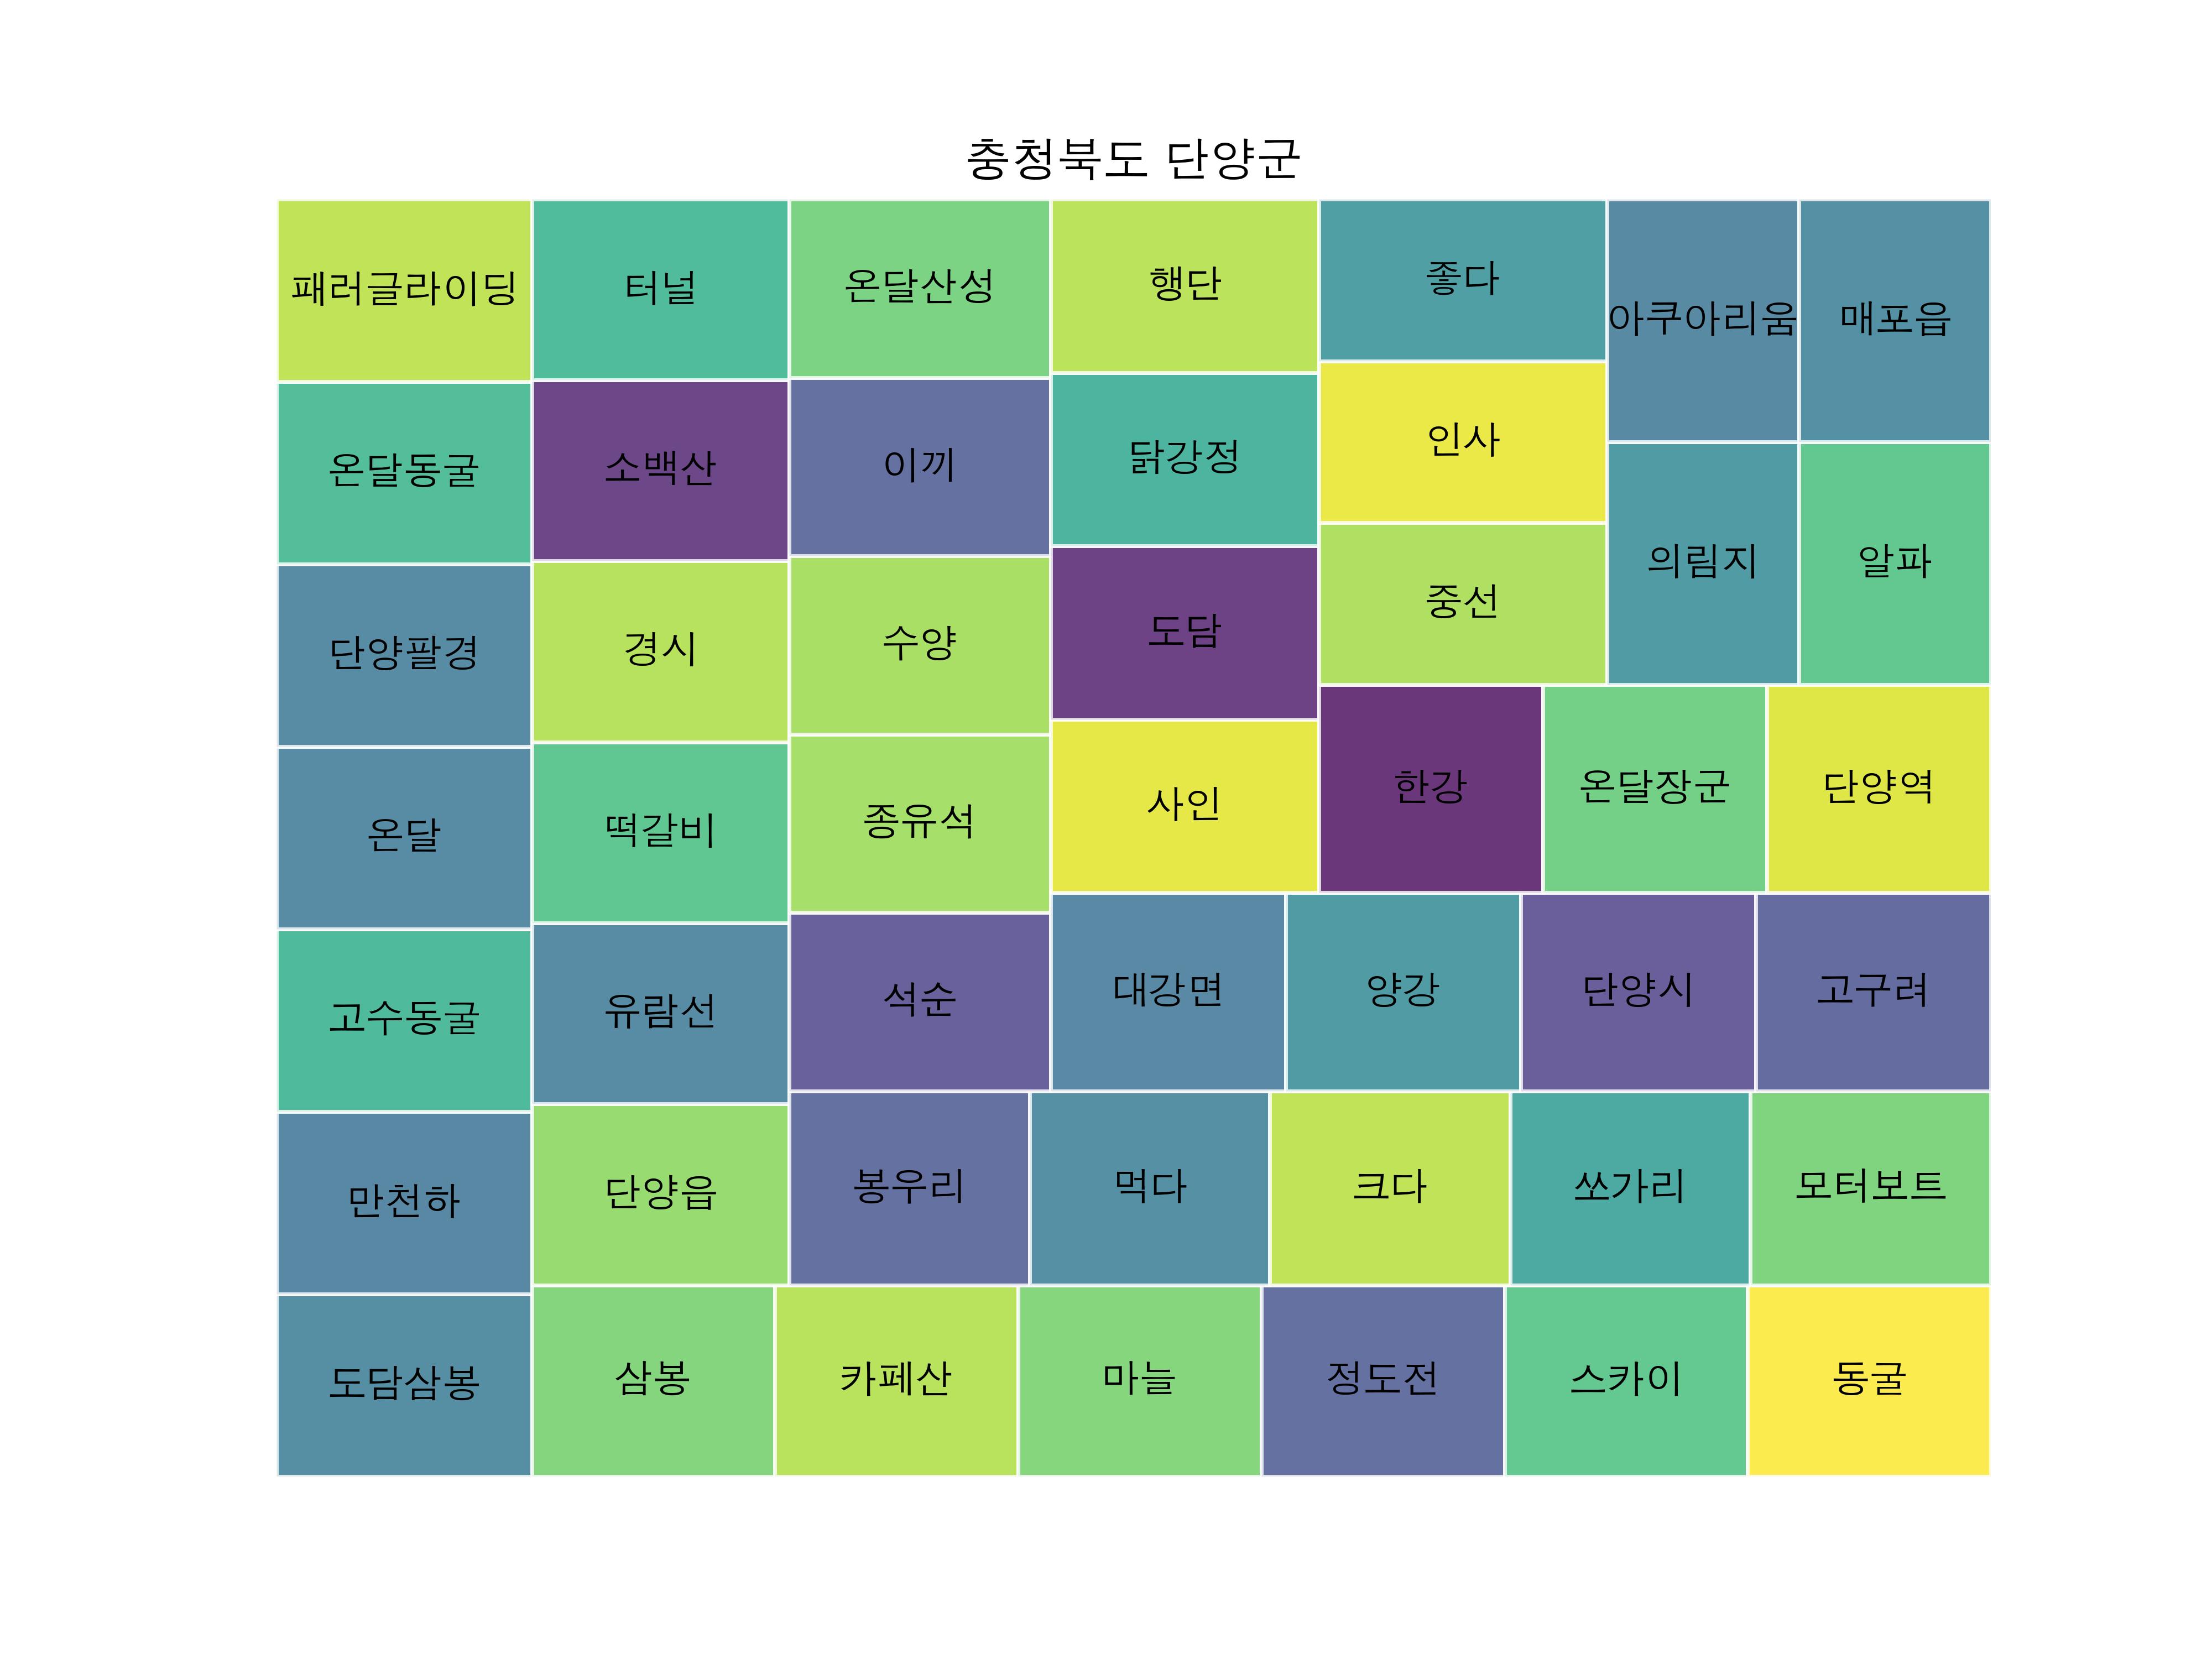 충청북도 단양군
패러글라이딩
터널
온달산성
행단
좋다
아쿠아리움
매포읍
온달동굴
소백산
이끼
닭강정
인사
의림지
알파
단양팔경
경시
수양
도담
중선
온달
떡갈비
종유석
사인
한강
온달장군
단양역
고수동굴
유람선
석순
대강면
양강
단양시
고구려
만천하
단양읍
봉우리
먹다
크다
쏘가리
모터보트
도담삼봉
삼봉
카페산
마늘
정도전
스카이
동굴